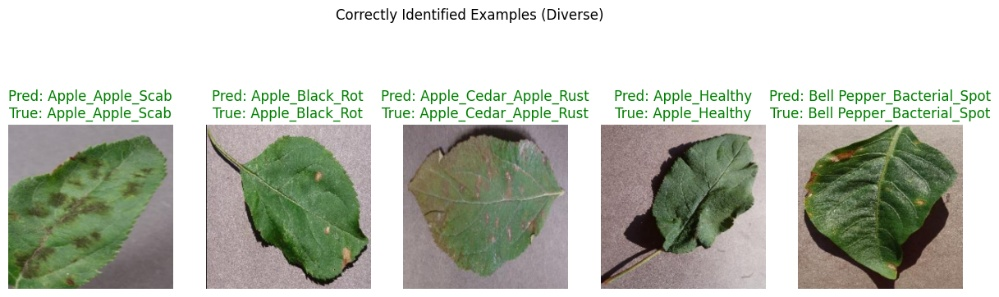 Correctly Identified Examples (Diverse)
Pred: Apple_Apple_Scab
True: Apple_Apple_Scab
Pred: Apple_Black_Rot
True: Apple_Black_Rot
Pred: Apple_Cedar_Apple_Rust
True: Apple_Cedar_Apple_Rust
Pred: Apple_Healthy
True: Apple_Healthy
Pred: Bell Pepper_Bacterial_Spot
True: Bell Pepper_Bacterial_Spot